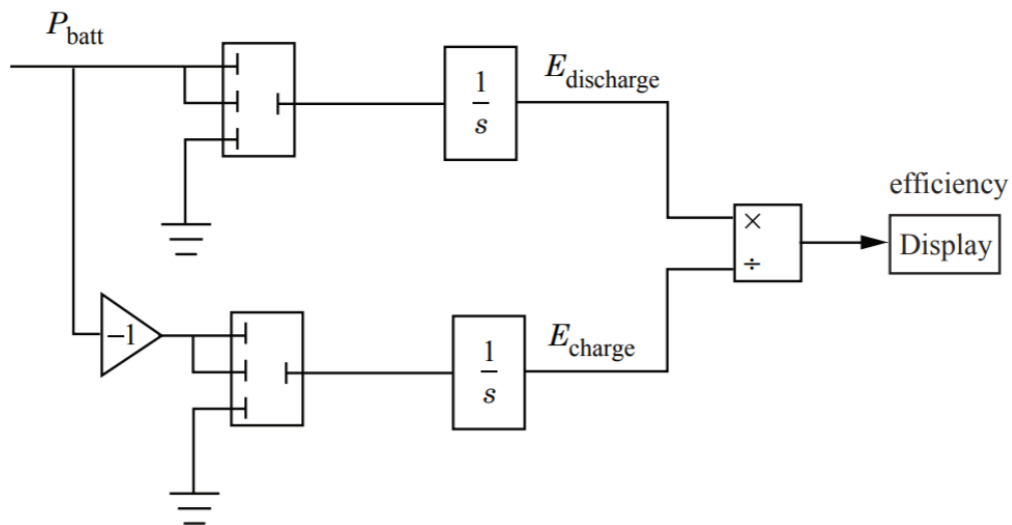 P_batt
1
s
E_discharge
efficiency
×
÷
Display
−1
1
s
E_charge